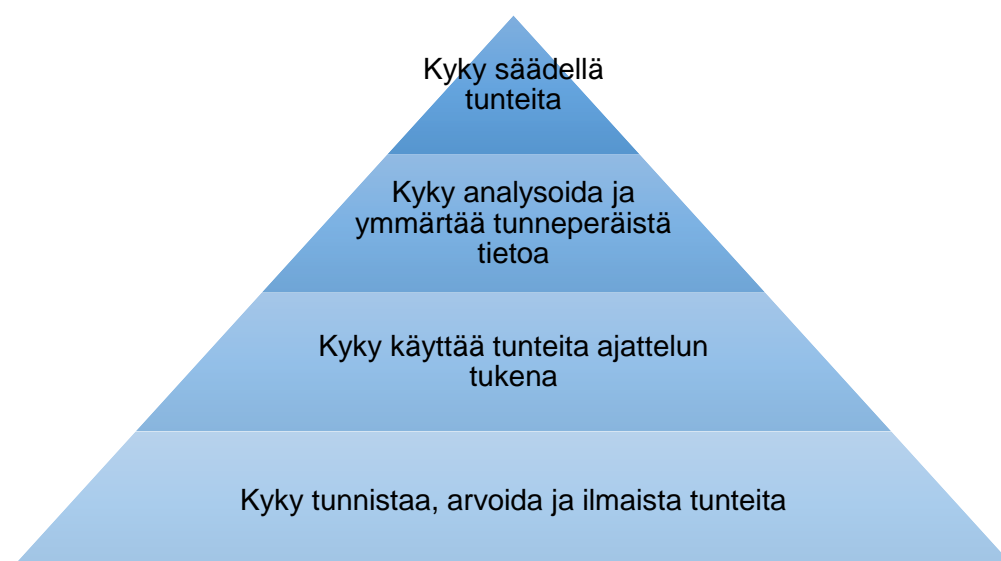 Kyky säädellä
tunteita
Kyky analysoida ja
ymmärtää tunneperäistä
tietoa
Kyky käyttää tunteita ajattelun
tukena
Kyky tunnistaa, arvoida ja ilmaista tunteita